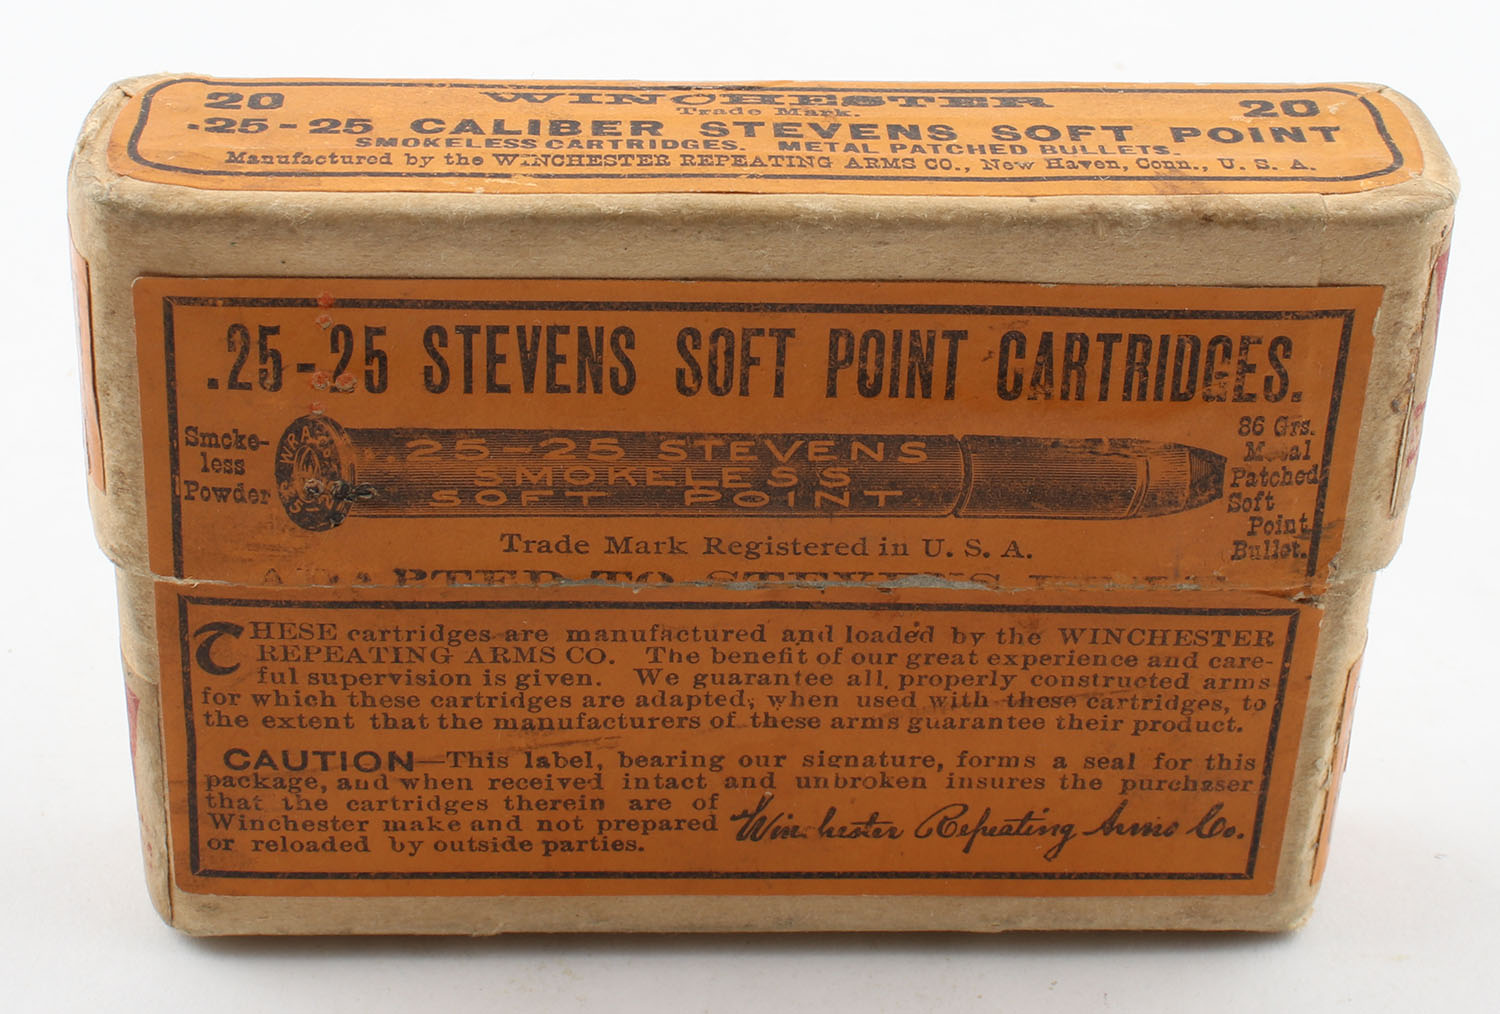 20 WINCHESTER 20
Trade Mark.
.25-25 CALIBER STEVENS SOFT POINT
SMOKELESS CARTRIDGES. METAL PATCHED BULLETS.
Manufactured by the WINCHESTER REPEATING ARMS CO., New Haven, Conn., U. S. A.
.25-25 STEVENS SOFT POINT CARTRIDGES.
Smoke-
less
Powder
W.R.A.CO.
.25-25 STEVENS
SMOKELESS
SOFT POINT
86 Grs.
Metal
Patched
Soft
Point
Bullet.
Trade Mark Registered in U. S. A.
ADAPTED TO STEVENS
THESE cartridges are manufactured and loaded by the WINCHESTER
REPEATING ARMS CO. The benefit of our great experience and care-
ful supervision is given. We guarantee all properly constructed arms
for which these cartridges are adapted, when used with these cartridges, to
the extent that the manufacturers of these arms guarantee their product.
CAUTION—This label, bearing our signature, forms a seal for this
package, and when received intact and unbroken insures the purchaser
that the cartridges therein are of
Winchester make and not prepared
or reloaded by outside parties.
Winchester Repeating Arms Co.